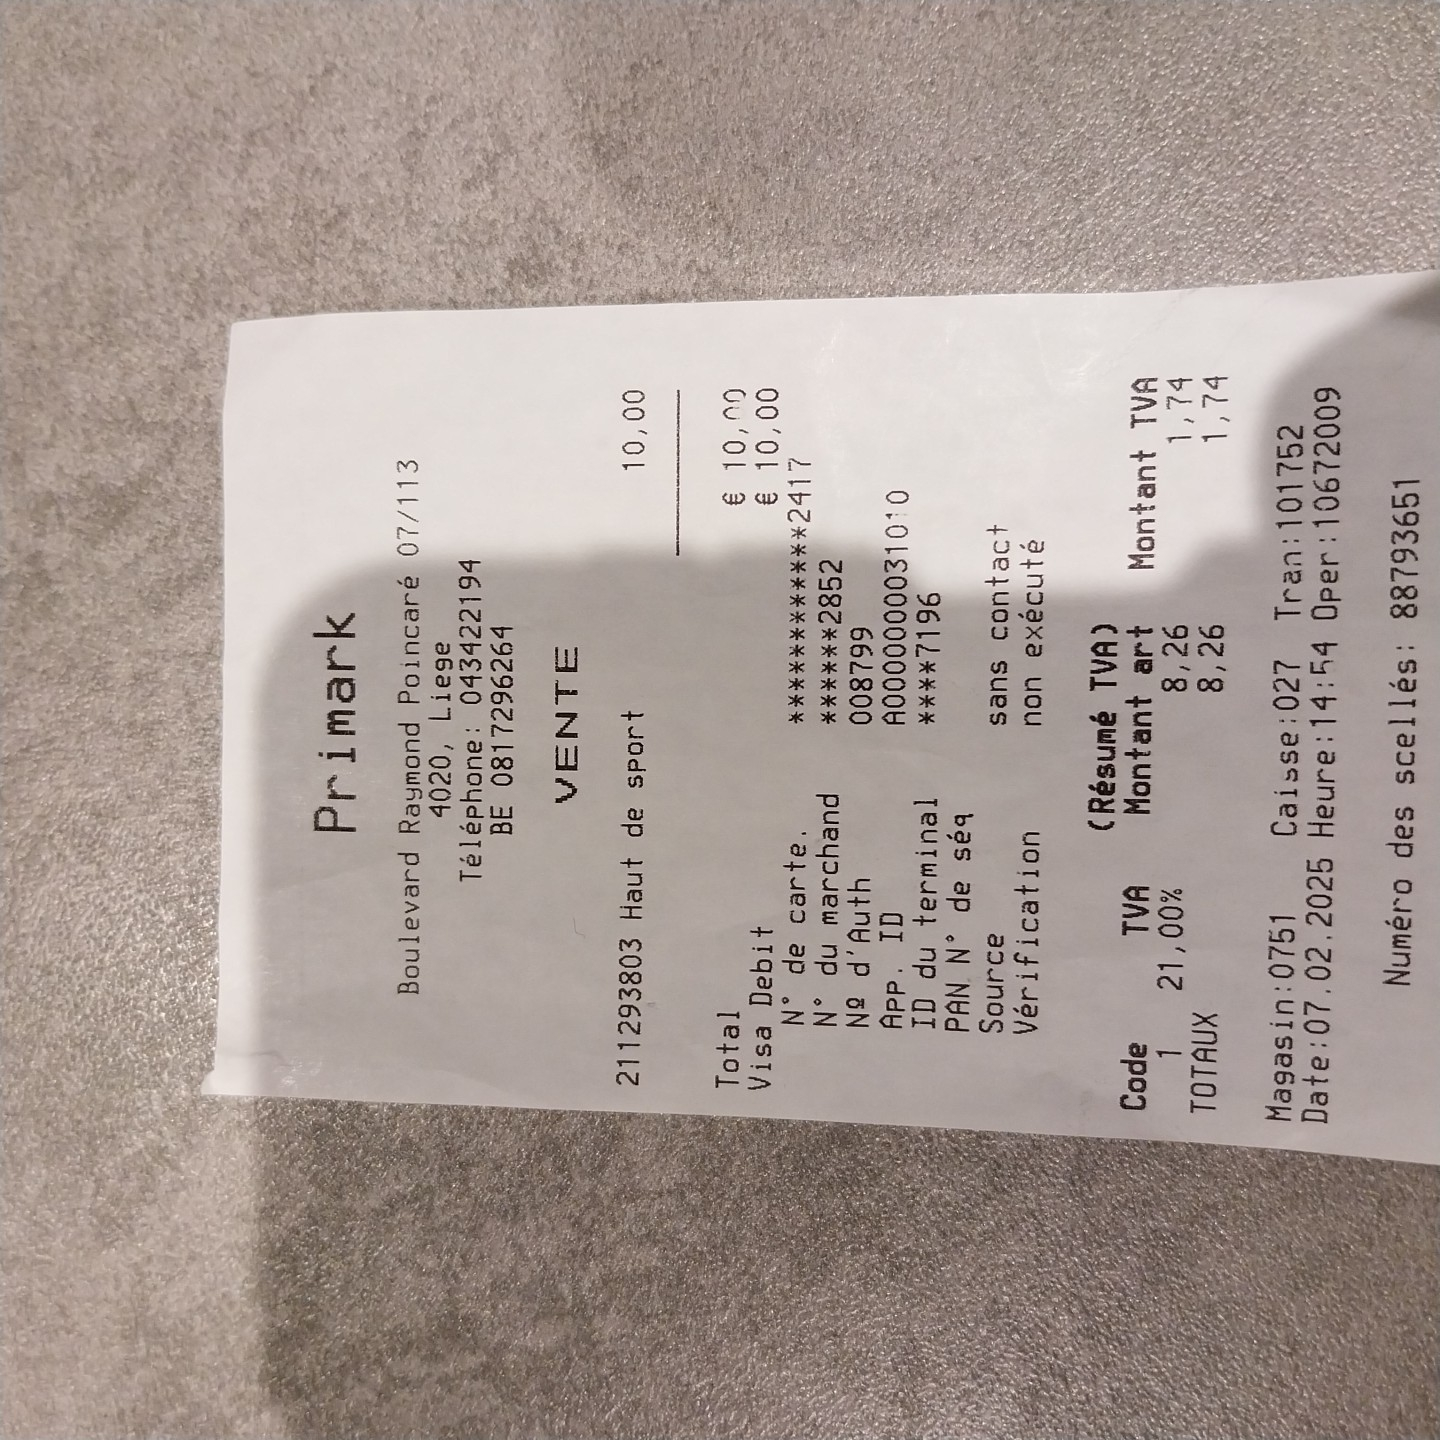 Primark
Boulevard Raymond Poincaré 07/113
4020, Liege
Téléphone: 043422194
BE 0817296264
VENTE
211293803 Haut de sport 10,00
Total € 10,00
Visa Debit € 10,00
N° de carte. ************2417
N° du marchand ******2852
Nº d'Auth 008799
App. ID A0000000031010
ID du terminal ****7196
PAN N° de séq
Source sans contact
Vérification non exécuté
(Résumé TVA)
Code TVA Montant art Montant TVA
1 21,00% 8,26 1,74
TOTAUX 8,26 1,74
Magasin:0751 Caisse:027 Tran:101752
Date:07.02.2025 Heure:14:54 Oper:10672009
Numéro des scellés: 88793651